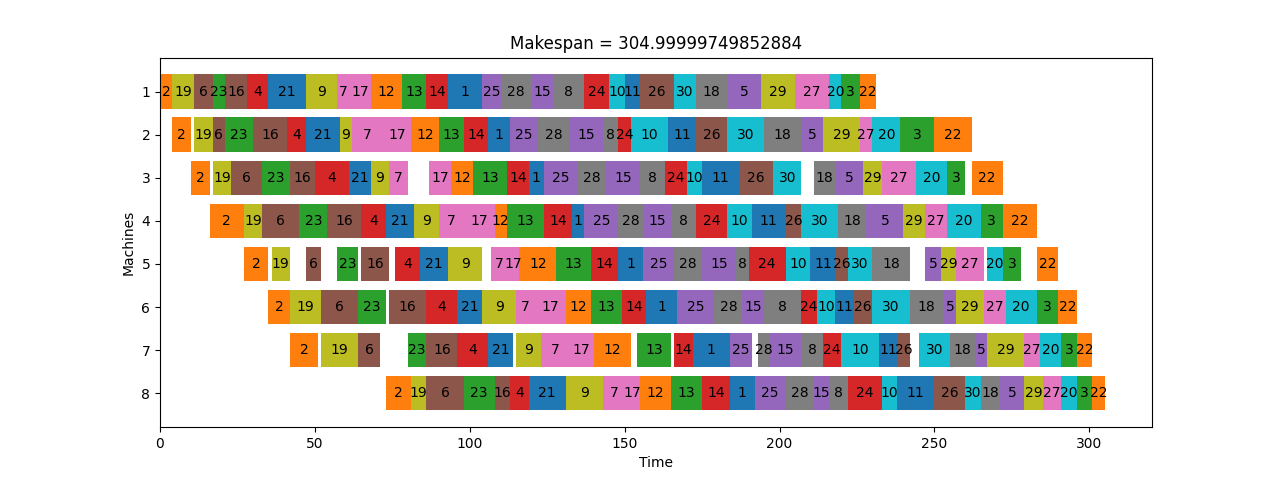 Makespan = 304.99999749852884
1 2 19 6 23 16 4 21 9 7 17 12 13 14 1 25 28 15 8 24 10 11 26 30 18 5 29 27 20 3 22
2 2 19 6 23 16 4 21 9 7 17 12 13 14 1 25 28 15 8 24 10 11 26 30 18 5 29 27 20 3 22
3 2 19 6 23 16 4 21 9 7 17 12 13 14 1 25 28 15 8 24 10 11 26 30 18 5 29 27 20 3 22
4 2 19 6 23 16 4 21 9 7 17 12 13 14 1 25 28 15 8 24 10 11 26 30 18 5 29 27 20 3 22
5 2 19 6 23 16 4 21 9 7 17 12 13 14 1 25 28 15 8 24 10 11 26 30 18 5 29 27 20 3 22
6 2 19 6 23 16 4 21 9 7 17 12 13 14 1 25 28 15 8 24 10 11 26 30 18 5 29 27 20 3 22
7 2 19 6 23 16 4 21 9 7 17 12 13 14 1 25 28 15 8 24 10 11 26 30 18 5 29 27 20 3 22
8 2 19 6 23 16 4 21 9 7 17 12 13 14 1 25 28 15 8 24 10 11 26 30 18 5 29 27 20 3 22
Machines
0 50 100 150 200 250 300
Time